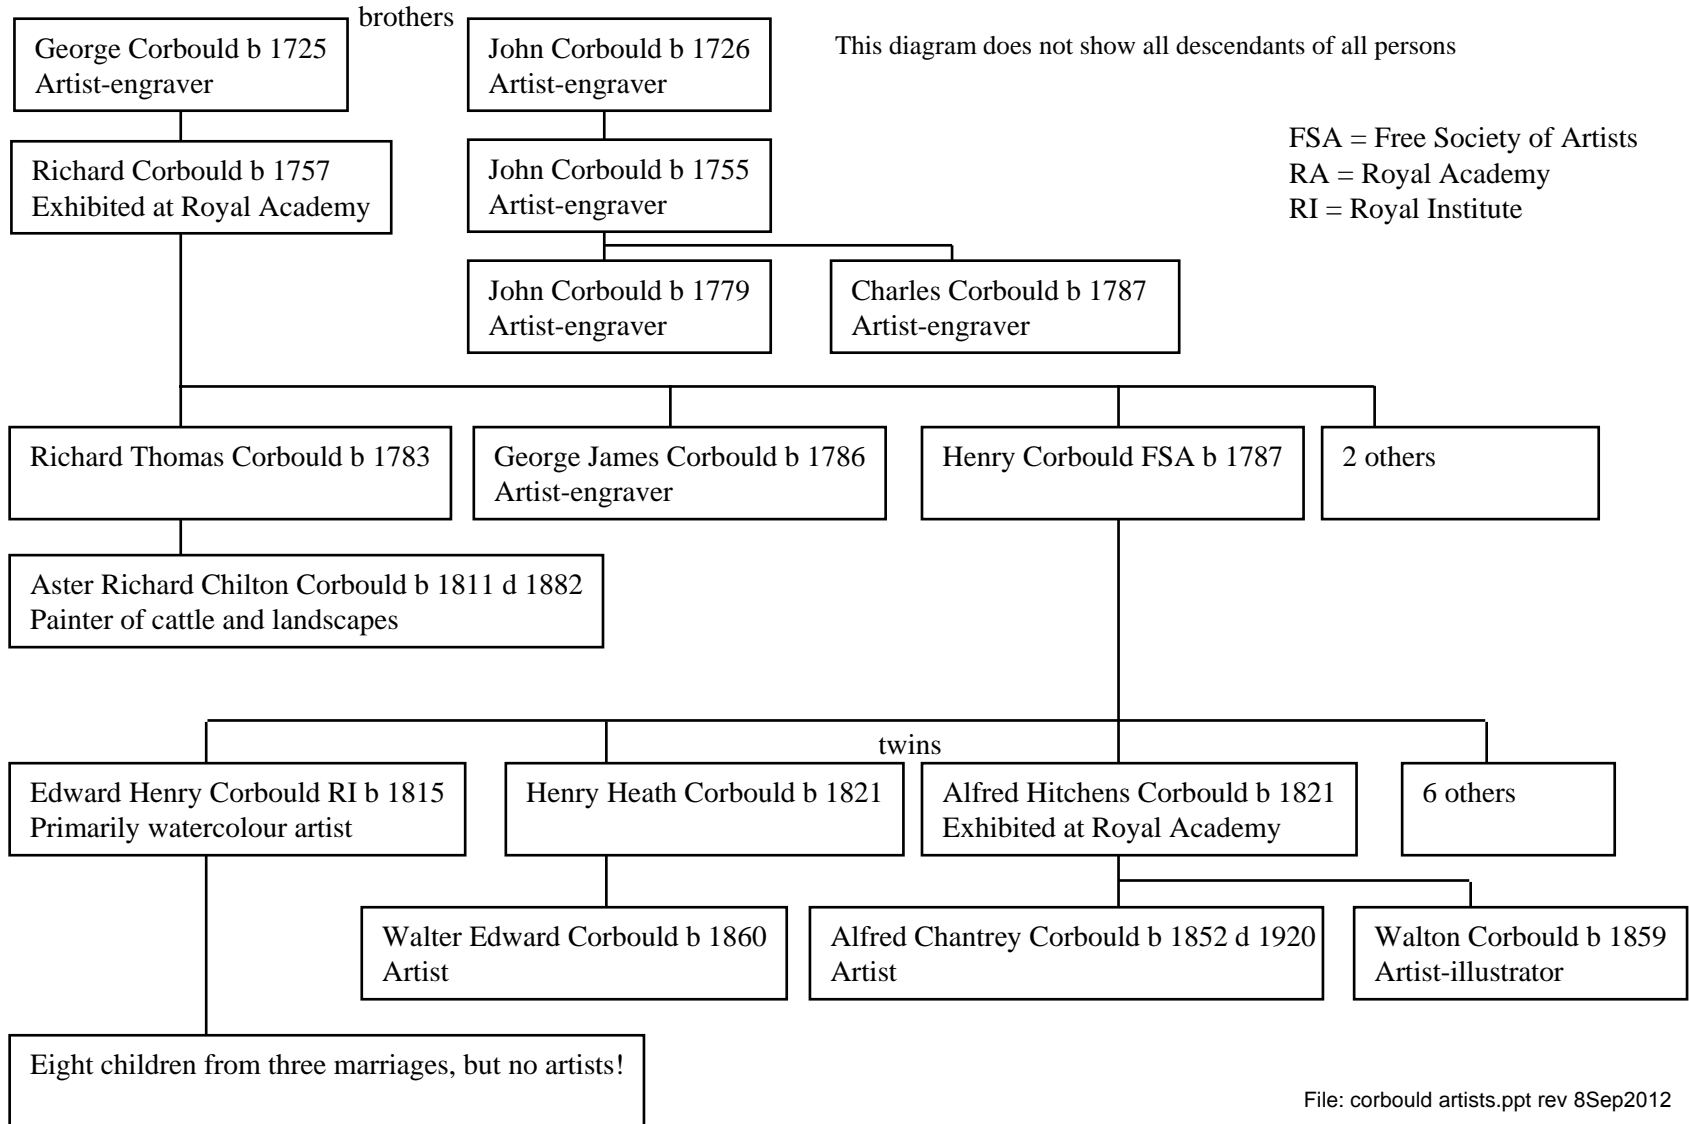 brothers
George Corbould b 1725
Artist-engraver
John Corbould b 1726
Artist-engraver
This diagram does not show all descendants of all persons
FSA = Free Society of Artists
RA = Royal Academy
RI = Royal Institute
Richard Corbould b 1757
Exhibited at Royal Academy
John Corbould b 1755
Artist-engraver
John Corbould b 1779
Artist-engraver
Charles Corbould b 1787
Artist-engraver
Richard Thomas Corbould b 1783
George James Corbould b 1786
Artist-engraver
Henry Corbould FSA b 1787
2 others
Aster Richard Chilton Corbould b 1811 d 1882
Painter of cattle and landscapes
twins
Edward Henry Corbould RI b 1815
Primarily watercolour artist
Henry Heath Corbould b 1821
Alfred Hitchens Corbould b 1821
Exhibited at Royal Academy
6 others
Walter Edward Corbould b 1860
Artist
Alfred Chantrey Corbould b 1852 d 1920
Artist
Walton Corbould b 1859
Artist-illustrator
Eight children from three marriages, but no artists!
File: corbould artists.ppt rev 8Sep2012